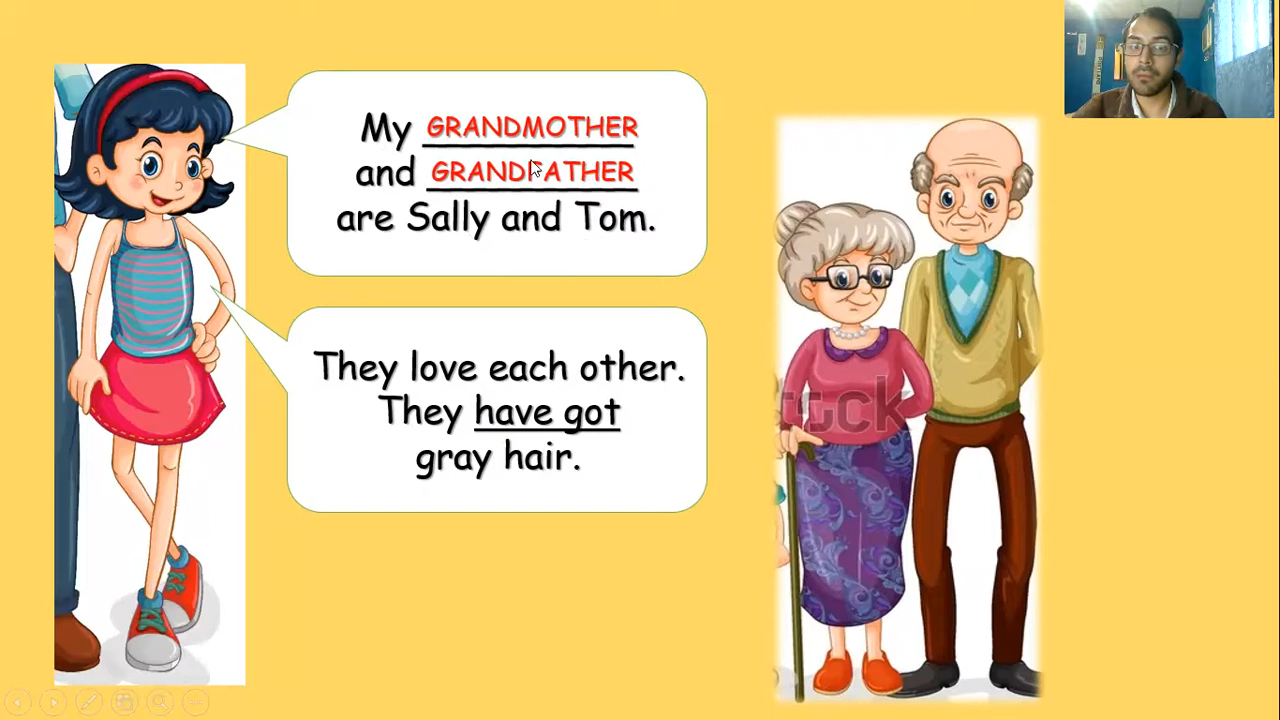 My GRANDMOTHER
and GRANDFATHER
are Sally and Tom.
They love each other.
They have got
gray hair.